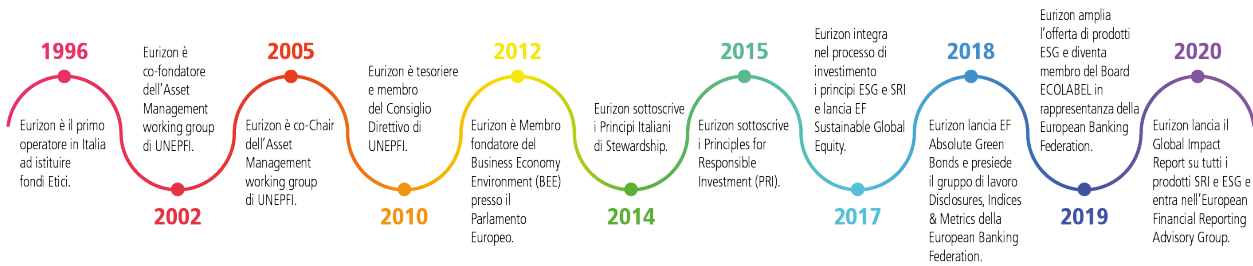 1996
Eurizon è il primo
operatore in Italia
ad istituire
fondi Etici.
Eurizon è
co-fondatore
dell’Asset
Management
working group
di UNEPFI.
2002
2005
Eurizon è co-Chair
dell’Asset
Management
working group
di UNEPFI.
Eurizon è tesoriere
e membro
del Consiglio
Direttivo di
UNEPFI.
2010
2012
Eurizon è Membro
fondatore del
Business Economy
Environment (BEE)
presso il
Parlamento
Europeo.
Eurizon sottoscrive
i Principi Italiani
di Stewardship.
2014
2015
Eurizon sottoscrive
i Principles for
Responsible
Investment (PRI).
Eurizon integra
nel processo di
investimento
i principi ESG e SRI
e lancia EF
Sustainable Global
Equity.
2017
2018
Eurizon lancia EF
Absolute Green
Bonds e presiede
il gruppo di lavoro
Disclosures, Indices
& Metrics della
European Banking
Federation.
Eurizon amplia
l’offerta di prodotti
ESG e diventa
membro del Board
ECOLABEL in
rappresentanza della
European Banking
Federation.
2019
2020
Eurizon lancia il
Global Impact
Report su tutti i
prodotti SRI e ESG e
entra nell’European
Financial Reporting
Advisory Group.